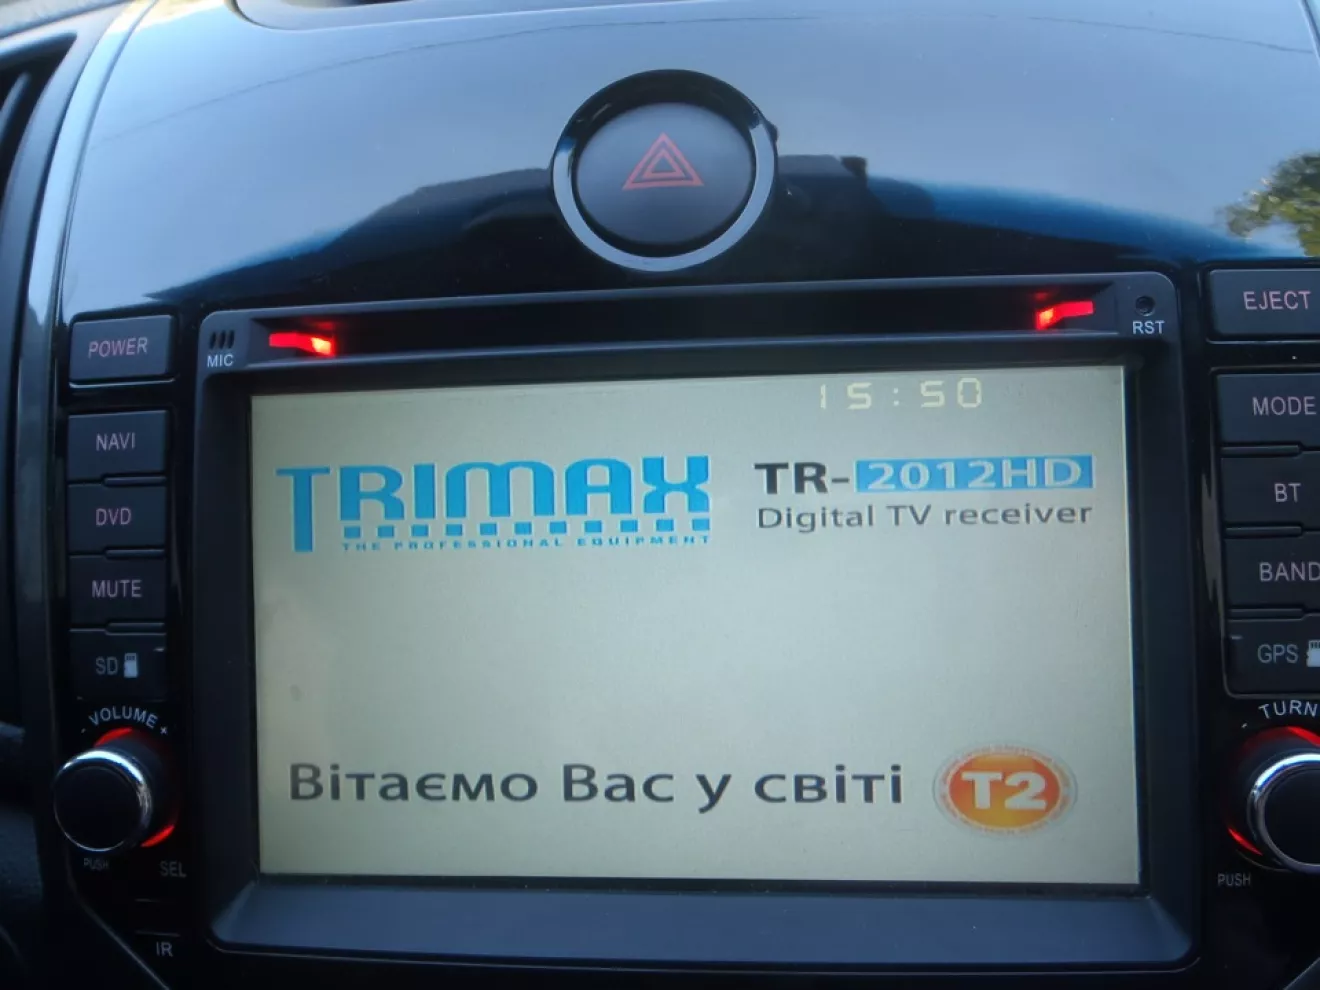 POWER
NAVI
DVD
MUTE
SD
VOLUME
- +
PUSH
SEL
IR
MIC
RST
15:50
TRIMAX
THE PROFESSIONAL EQUIPMENT
TR-2012HD
Digital TV receiver
Вітаємо Вас у світі T2
EJECT
MODE
BT
BAND
GPS
TURN
PUSH